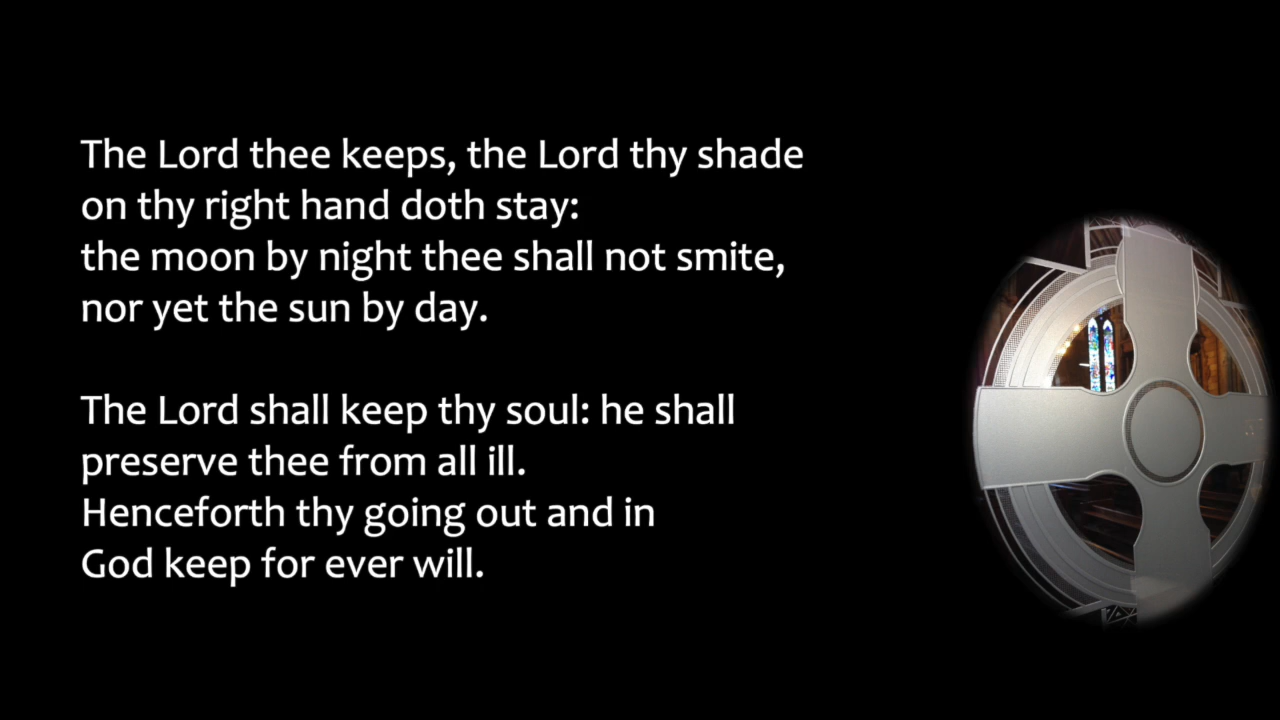 The Lord thee keeps, the Lord thy shade
on thy right hand doth stay:
the moon by night thee shall not smite,
nor yet the sun by day.
The Lord shall keep thy soul: he shall
preserve thee from all ill.
Henceforth thy going out and in
God keep for ever will.